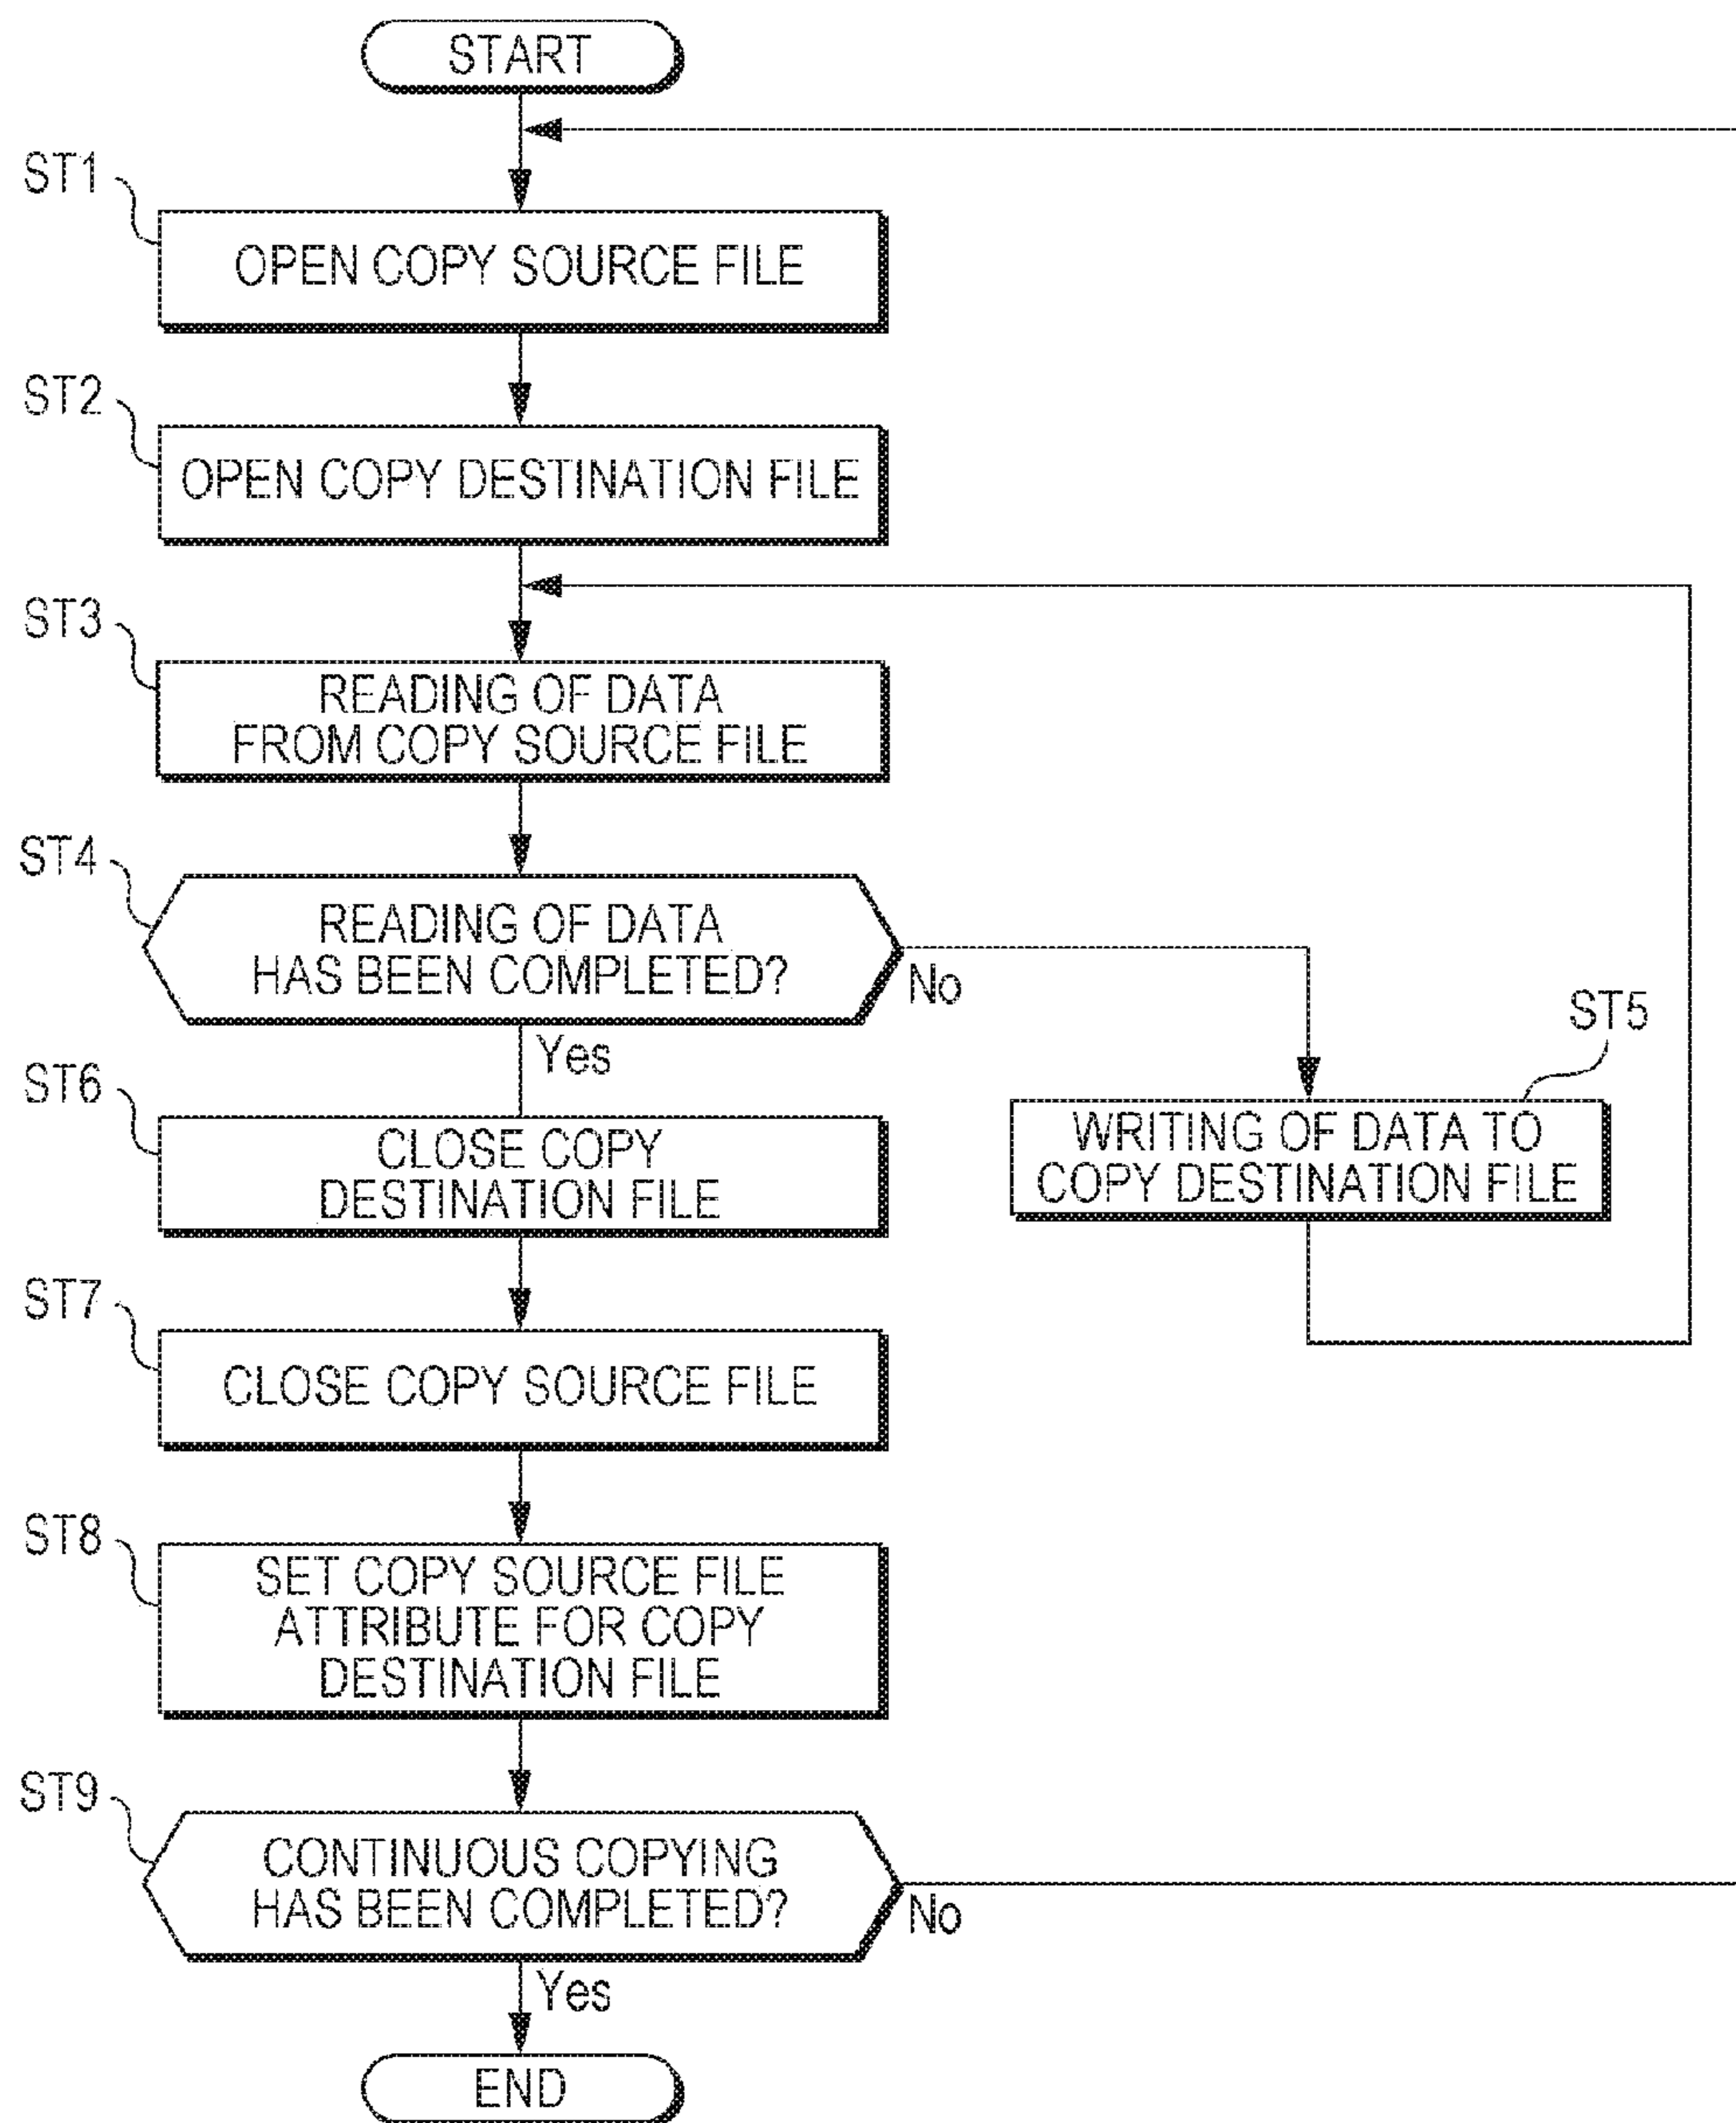 START
ST1
OPEN COPY SOURCE FILE
ST2
OPEN COPY DESTINATION FILE
ST3
READING OF DATA
FROM COPY SOURCE FILE
ST4
READING OF DATA
HAS BEEN COMPLETED?
No
Yes
ST5
WRITING OF DATA TO
COPY DESTINATION FILE
ST6
CLOSE COPY
DESTINATION FILE
ST7
CLOSE COPY SOURCE FILE
ST8
SET COPY SOURCE FILE
ATTRIBUTE FOR COPY
DESTINATION FILE
ST9
CONTINUOUS COPYING
HAS BEEN COMPLETED?
No
Yes
END